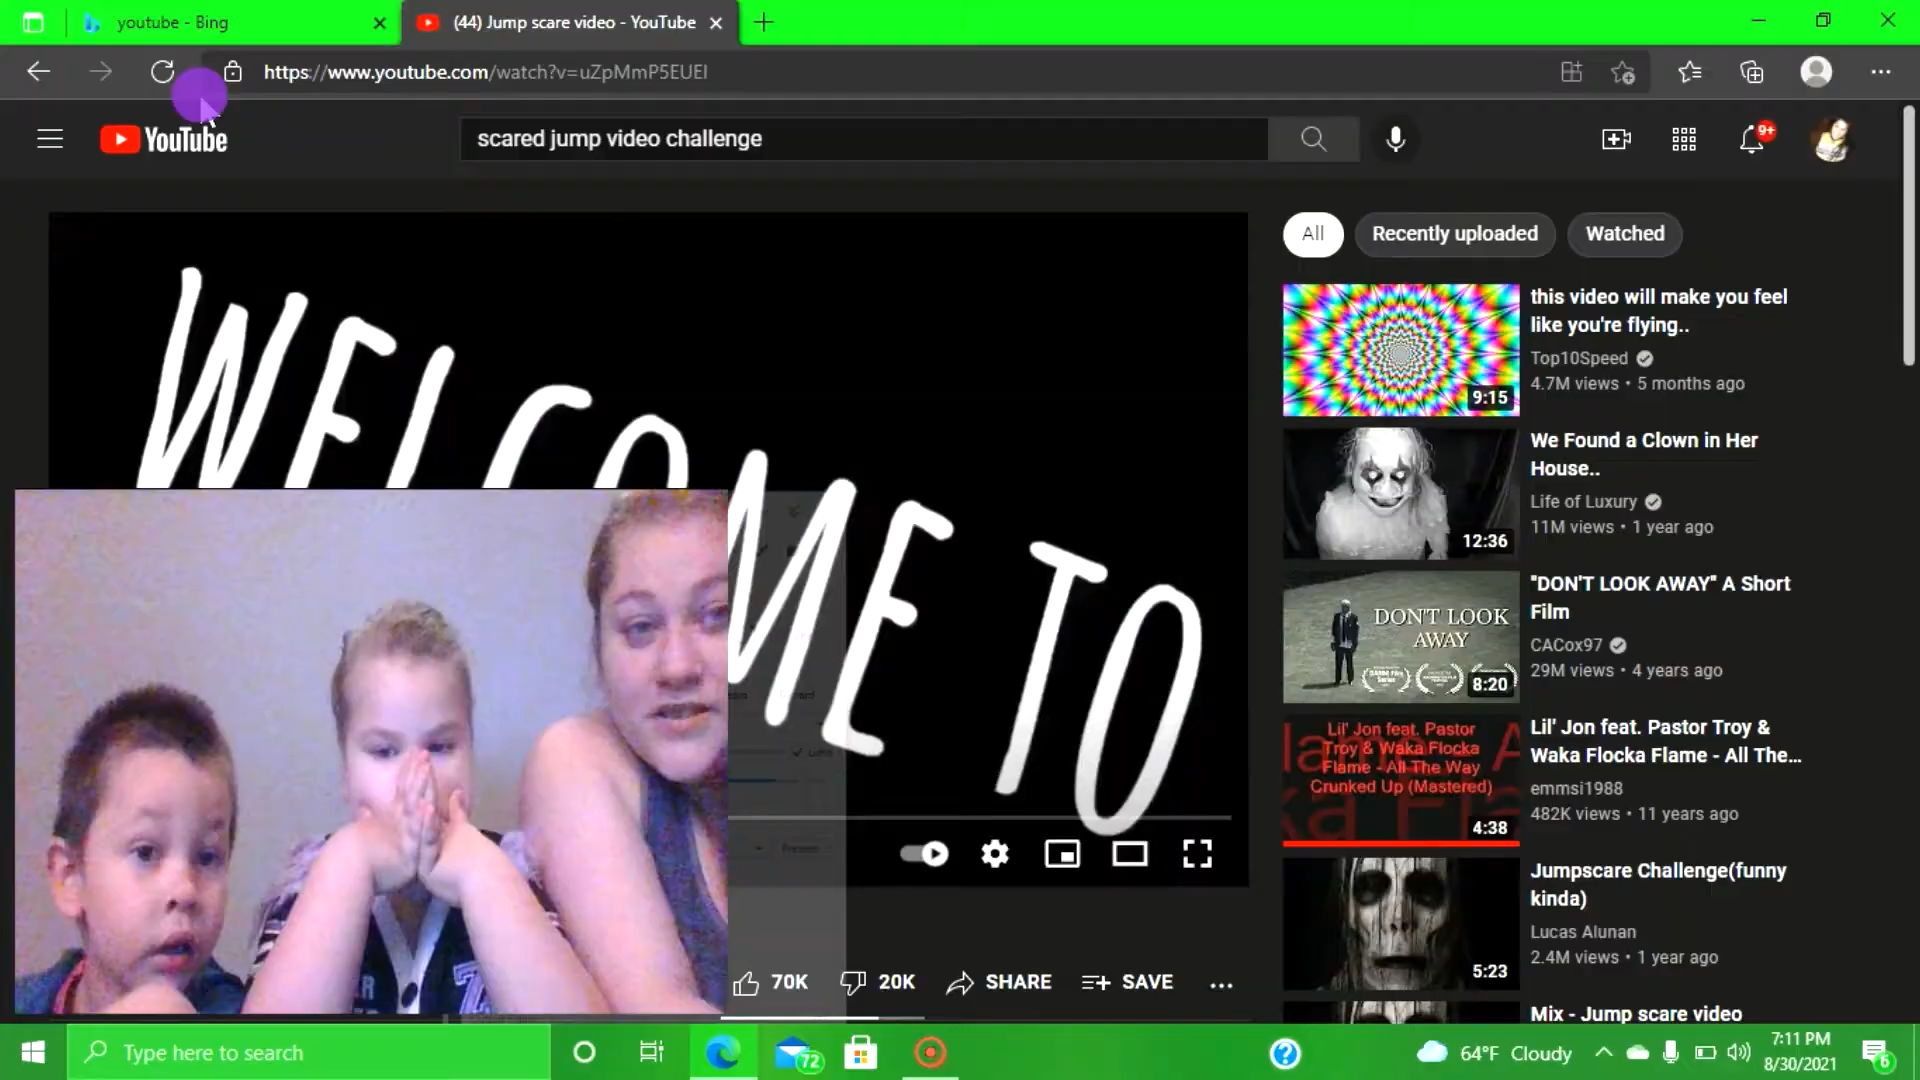 youtube - Bing
(44) Jump scare video - YouTube
https://www.youtube.com/watch?v=uZpMmP5EUEI
YouTube
scared jump video challenge
9+
WELCOME TO
All
Recently uploaded
Watched
this video will make you feel
like you're flying..
Top10Speed
4.7M views • 5 months ago
9:15
We Found a Clown in Her
House..
Life of Luxury
11M views • 1 year ago
12:36
"DON'T LOOK AWAY" A Short
Film
CACox97
29M views • 4 years ago
DON'T LOOK
AWAY
8:20
Lil' Jon feat. Pastor Troy &
Waka Flocka Flame - All The...
emmsi1988
482K views • 11 years ago
Lil' Jon feat. Pastor
Troy & Waka Flocka
Flame - All The Way
Crunked Up (Mastered)
4:38
Jumpscare Challenge(funny
kinda)
Lucas Alunan
2.4M views • 1 year ago
5:23
Mix - Jump scare video
70K
20K
SHARE
SAVE
Type here to search
72
64°F Cloudy
7:11 PM
8/30/2021
6